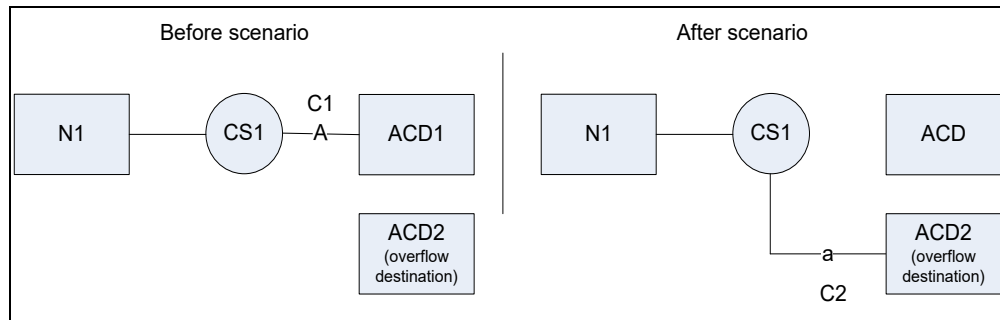 Before scenario
N1
CS1
C1
A
ACD1
ACD2
(overflow
destination)
After scenario
N1
CS1
ACD
ACD2
(overflow
destination)
a
C2